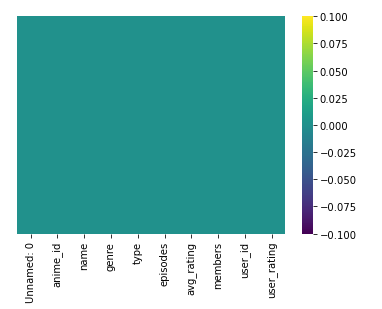 0.100
0.075
0.050
0.025
0.000
−0.025
−0.050
−0.075
−0.100
Unnamed: 0
anime_id
name
genre
type
episodes
avg_rating
members
user_id
user_rating